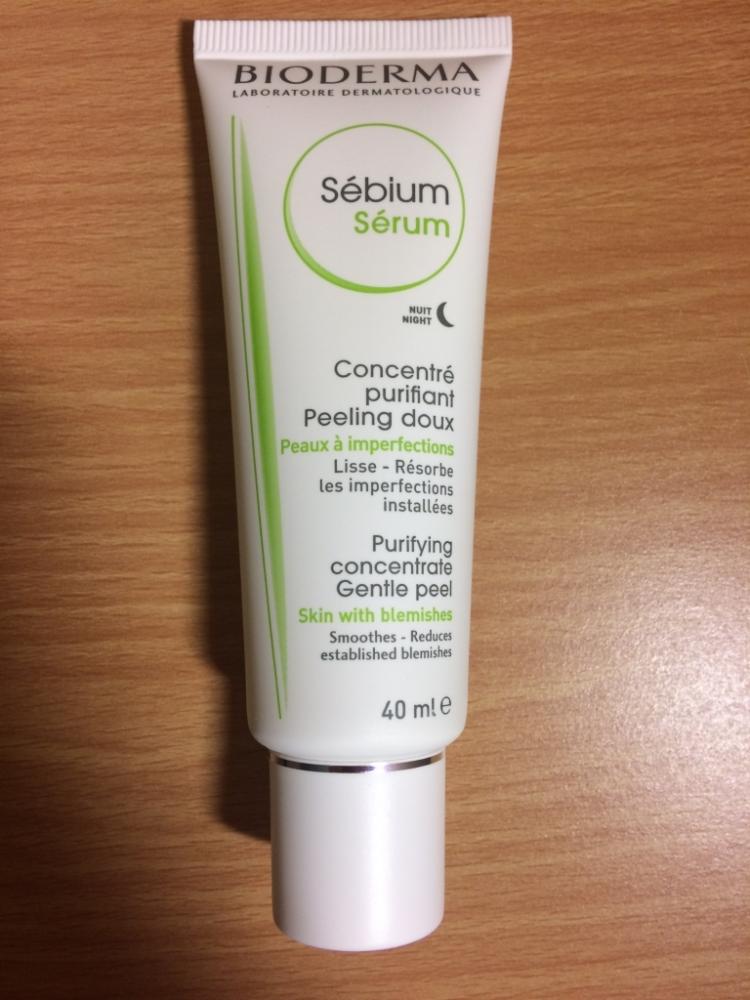 BIODERMA
LABORATOIRE DERMATOLOGIQUE
Sébium
Sérum
NUIT
NIGHT
Concentré
purifiant
Peeling doux
Peaux à imperfections
Lisse - Résorbe
les imperfections
installées
Purifying
concentrate
Gentle peel
Skin with blemishes
Smoothes - Reduces
established blemishes
40 ml e